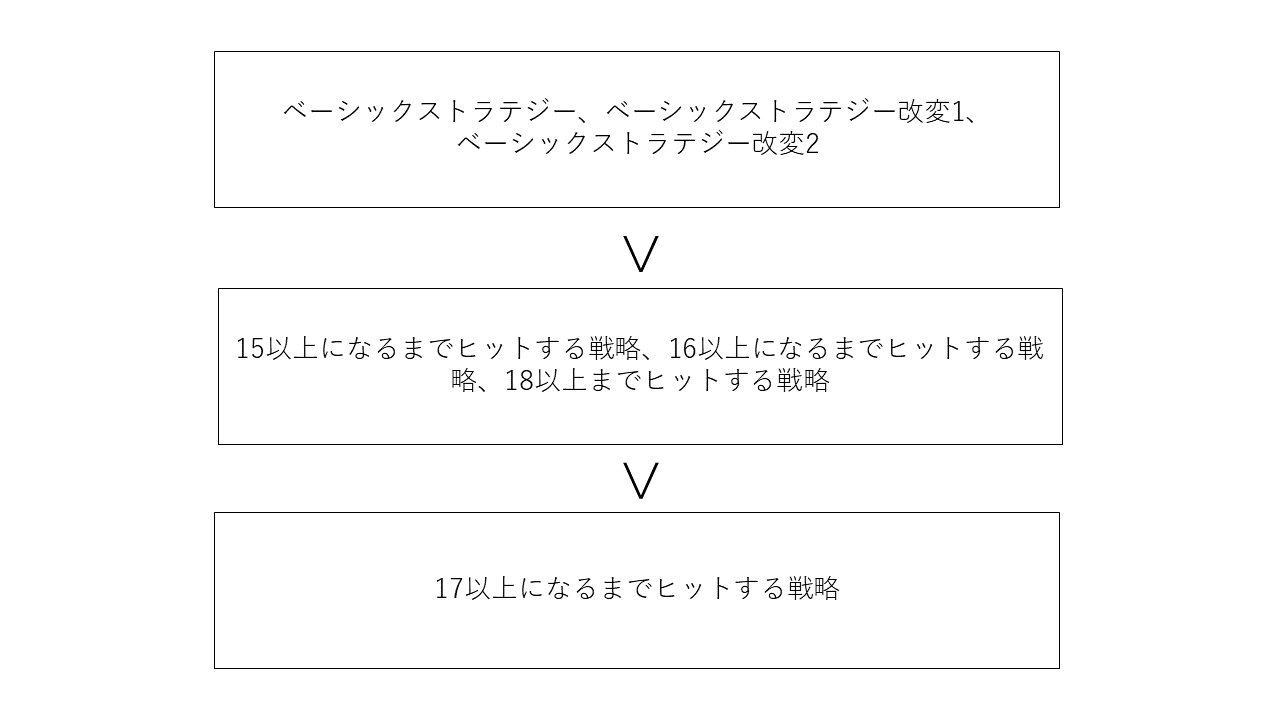 ベーシックストラテジー、ベーシックストラテジー改変1、
ベーシックストラテジー改変2
∨
15以上になるまでヒットする戦略、16以上になるまでヒットする戦
略、18以上までヒットする戦略
∨
17以上になるまでヒットする戦略